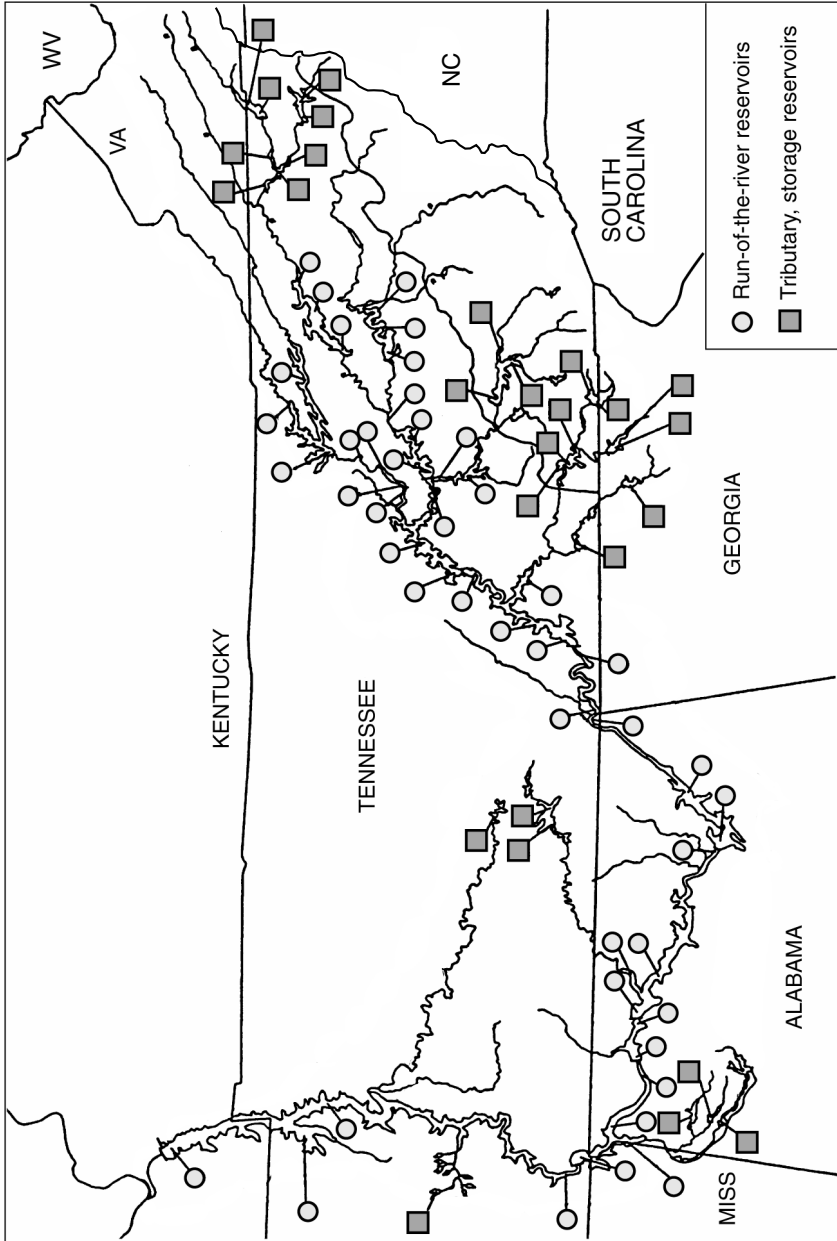 WV
VA
KENTUCKY
TENNESSEE
NC
SOUTH
CAROLINA
GEORGIA
ALABAMA
MISS
Run-of-the-river reservoirs
Tributary, storage reservoirs